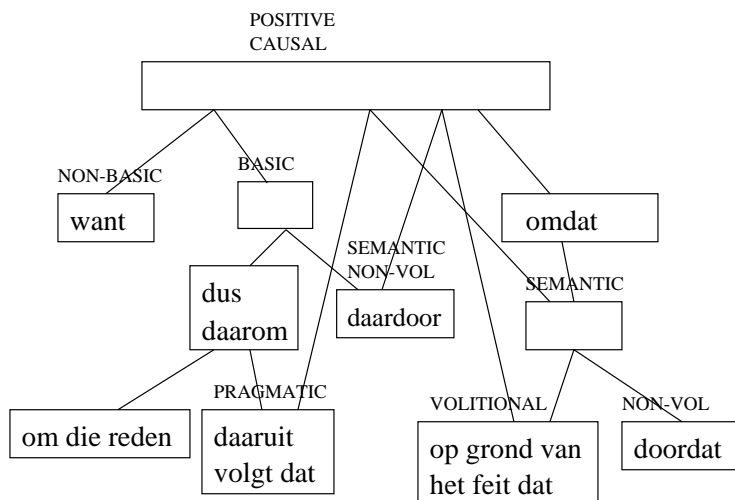 POSITIVE
CAUSAL
NON-BASIC
want
BASIC
omdat
SEMANTIC
NON-VOL
daardoor
SEMANTIC
dus
daarom
om die reden
PRAGMATIC
daaruit
volgt dat
VOLITIONAL
op grond van
het feit dat
NON-VOL
doordat